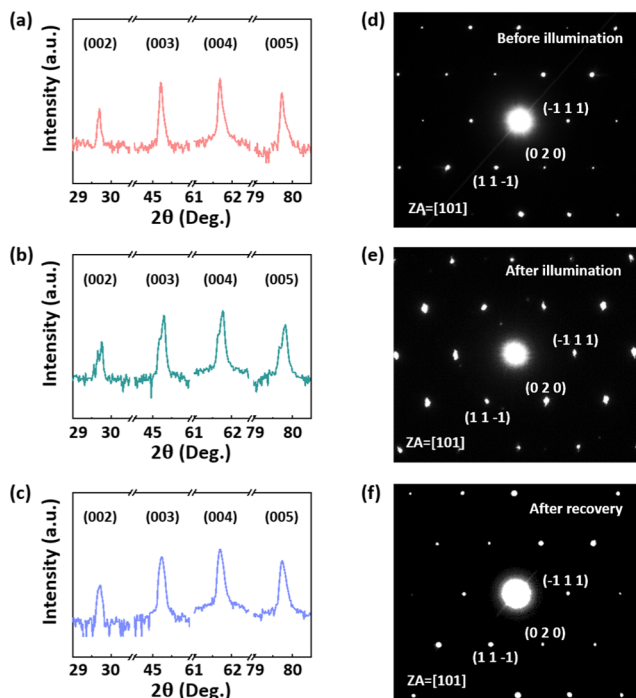 (a)
Intensity (a.u.)
(002) (003) (004) (005)
29 30 45 46 61 62 79 80
2θ (Deg.)
(d)
Before illumination
(-1 1 1)
(0 2 0)
(1 1 -1)
ZA=[101]
(b)
Intensity (a.u.)
(002) (003) (004) (005)
29 30 45 61 62 79 80
2θ (Deg.)
(e)
After illumination
(-1 1 1)
(0 2 0)
(1 1 -1)
ZA=[101]
(c)
Intensity (a.u.)
(002) (003) (004) (005)
29 30 45 61 62 79 80
2θ (Deg.)
(f)
After recovery
(-1 1 1)
(0 2 0)
(1 1 -1)
ZA=[101]